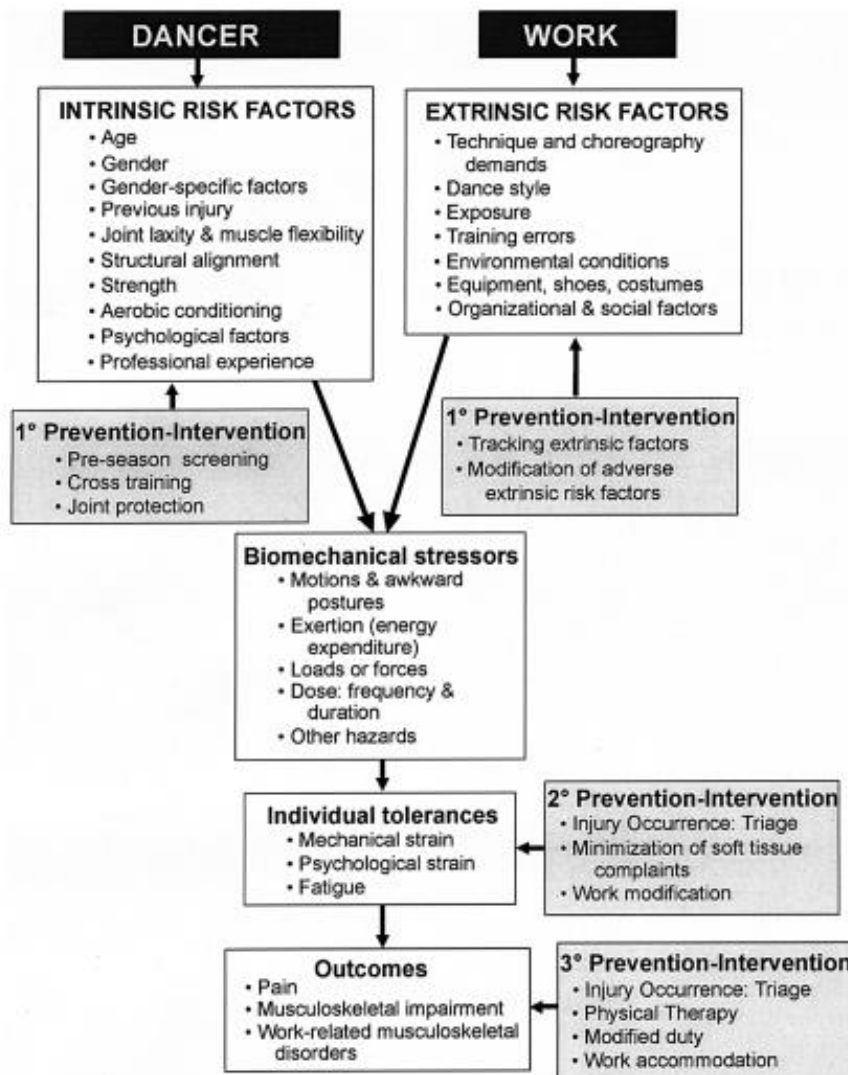 DANCER
WORK
INTRINSIC RISK FACTORS
• Age
• Gender
• Gender-specific factors
• Previous injury
• Joint laxity & muscle flexibility
• Structural alignment
• Strength
• Aerobic conditioning
• Psychological factors
• Professional experience
EXTRINSIC RISK FACTORS
• Technique and choreography
demands
• Dance style
• Exposure
• Training errors
• Environmental conditions
• Equipment, shoes, costumes
• Organizational & social factors
1° Prevention-Intervention
• Pre-season screening
• Cross training
• Joint protection
1° Prevention-Intervention
• Tracking extrinsic factors
• Modification of adverse
extrinsic risk factors
Biomechanical stressors
• Motions & awkward
postures
• Exertion (energy
expenditure)
• Loads or forces
• Dose: frequency &
duration
• Other hazards
Individual tolerances
• Mechanical strain
• Psychological strain
• Fatigue
2° Prevention-Intervention
• Injury Occurrence: Triage
• Minimization of soft tissue
complaints
• Work modification
Outcomes
• Pain
• Musculoskeletal impairment
• Work-related musculoskeletal
disorders
3° Prevention-Intervention
• Injury Occurrence: Triage
• Physical Therapy
• Modified duty
• Work accommodation